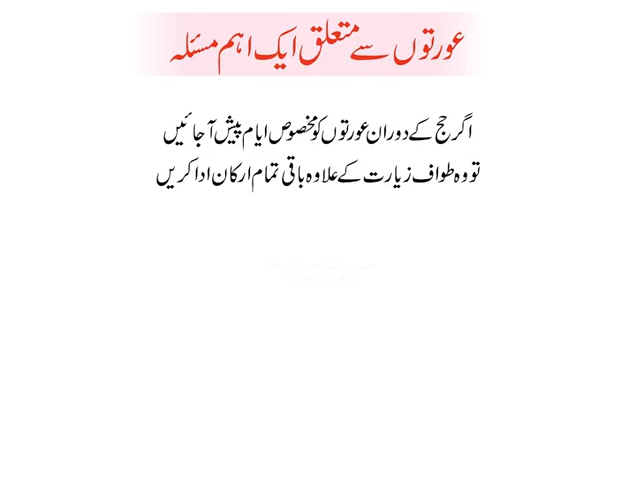 عورتوں سے متعلق ایک اہم مسئلہ
اگر حج کے دوران عورتوں کو مخصوص ایام پیش آ جائیں
تو وہ طواف زیارت کے علاوہ باقی تمام ارکان ادا کریں